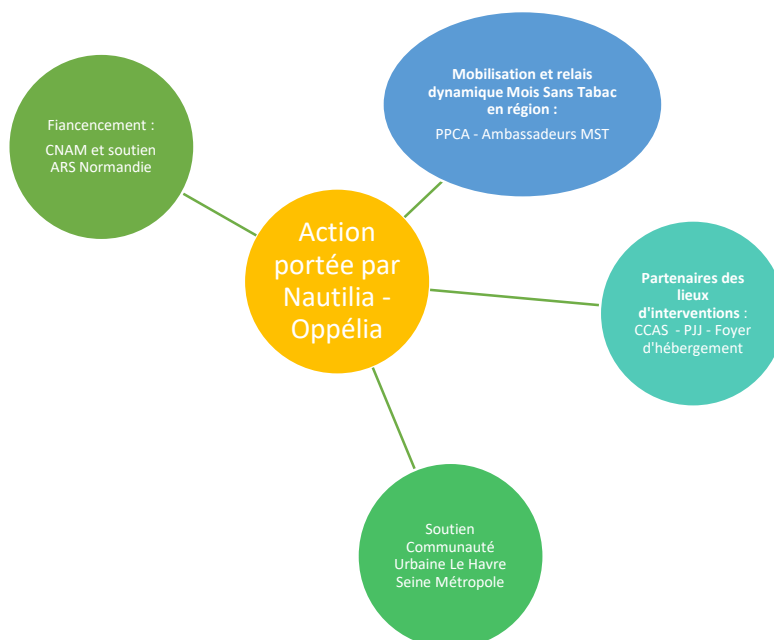 Mobilisation et relais
dynamique Mois Sans Tabac
en région :
PPCA - Ambassadeurs MST
Fiancencement :
CNAM et soutien
ARS Normandie
Action
portée par
Nautilia -
Oppélia
Partenaires des
lieux
d'interventions :
CCAS - PJJ - Foyer
d'hébergement
Soutien
Communauté
Urbaine Le Havre
Seine Métropole